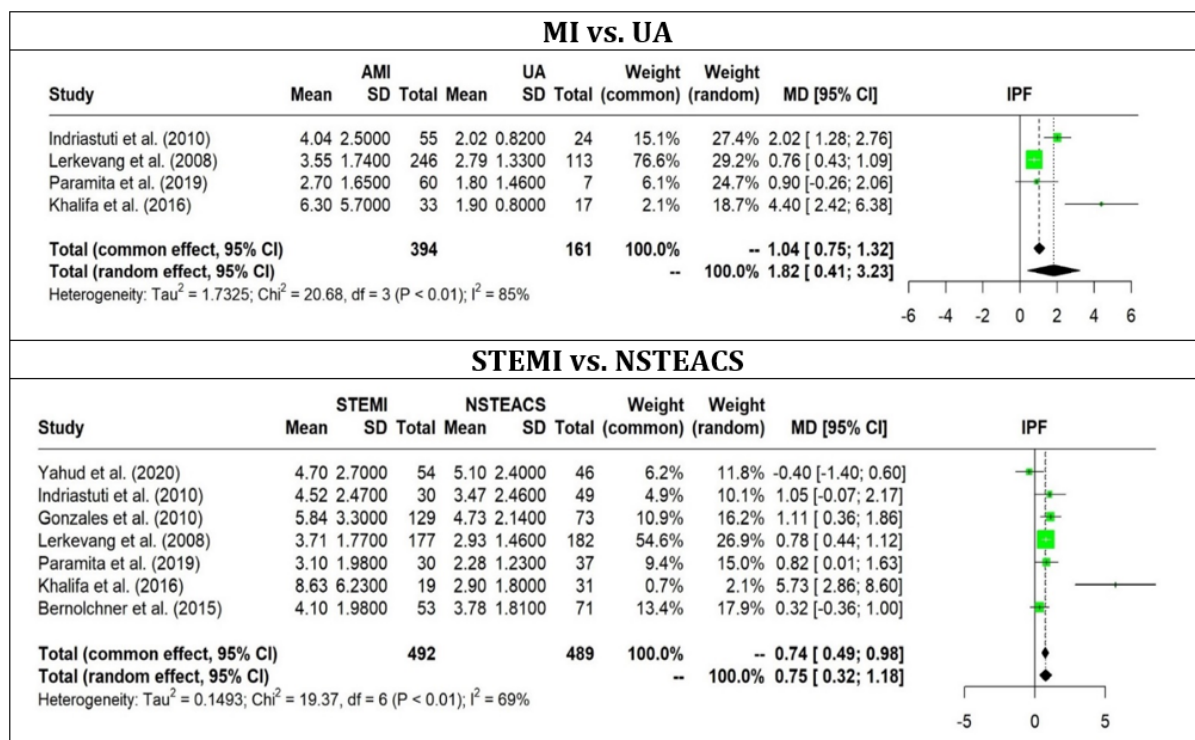 MI vs. UA
AMI UA Weight Weight
Study Mean SD Total Mean SD Total (common) (random) MD [95% CI] IPF
Indriastuti et al. (2010) 4.04 2.5000 55 2.02 0.8200 24 15.1% 27.4% 2.02 [1.28; 2.76]
Lerkevang et al. (2008) 3.55 1.7400 246 2.79 1.3300 113 76.6% 29.2% 0.76 [0.43; 1.09]
Paramita et al. (2019) 2.70 1.6500 60 1.80 1.4600 7 6.1% 24.7% 0.90 [-0.26; 2.06]
Khalifa et al. (2016) 6.30 5.7000 33 1.90 0.8000 17 2.1% 18.7% 4.40 [2.42; 6.38]
Total (common effect, 95% CI) 394 161 100.0% -- 1.04 [0.75; 1.32]
Total (random effect, 95% CI) -- 100.0% 1.82 [0.41; 3.23]
Heterogeneity: Tau² = 1.7325; Chi² = 20.68, df = 3 (P < 0.01); I² = 85%
-6 -4 -2 0 2 4 6
STEMI vs. NSTEACS
STEMI NSTEACS Weight Weight
Study Mean SD Total Mean SD Total (common) (random) MD [95% CI] IPF
Yahud et al. (2020) 4.70 2.7000 54 5.10 2.4000 46 6.2% 11.8% -0.40 [-1.40; 0.60]
Indriastuti et al. (2010) 4.52 2.4700 30 3.47 2.4600 49 4.9% 10.1% 1.05 [-0.07; 2.17]
Gonzales et al. (2010) 5.84 3.3000 129 4.73 2.1400 73 10.9% 16.2% 1.11 [ 0.36; 1.86]
Lerkevang et al. (2008) 3.71 1.7700 177 2.93 1.4600 182 54.6% 26.9% 0.78 [ 0.44; 1.12]
Paramita et al. (2019) 3.10 1.9800 30 2.28 1.2300 37 9.4% 15.0% 0.82 [ 0.01; 1.63]
Khalifa et al. (2016) 8.63 6.2300 19 2.90 1.8000 31 0.7% 2.1% 5.73 [ 2.86; 8.60]
Bernolchner et al. (2015) 4.10 1.9800 53 3.78 1.8100 71 13.4% 17.9% 0.32 [-0.36; 1.00]
Total (common effect, 95% CI) 492 489 100.0% -- 0.74 [ 0.49; 0.98]
Total (random effect, 95% CI) -- 100.0% 0.75 [ 0.32; 1.18]
Heterogeneity: Tau² = 0.1493; Chi² = 19.37, df = 6 (P < 0.01); I² = 69%
-5 0 5